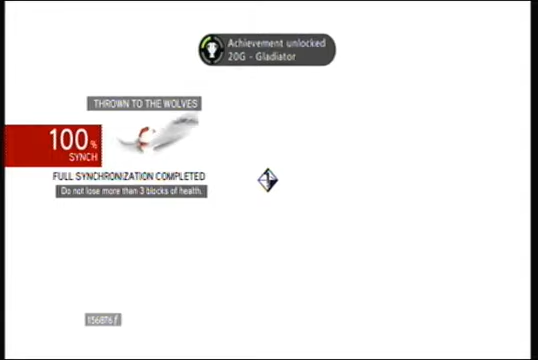 Achievement unlocked
20G - Gladiator
THROWN TO THE WOLVES
100%
SYNCH
FULL SYNCHRONIZATION COMPLETED
Do not lose more than 3 blocks of health.
156876 f